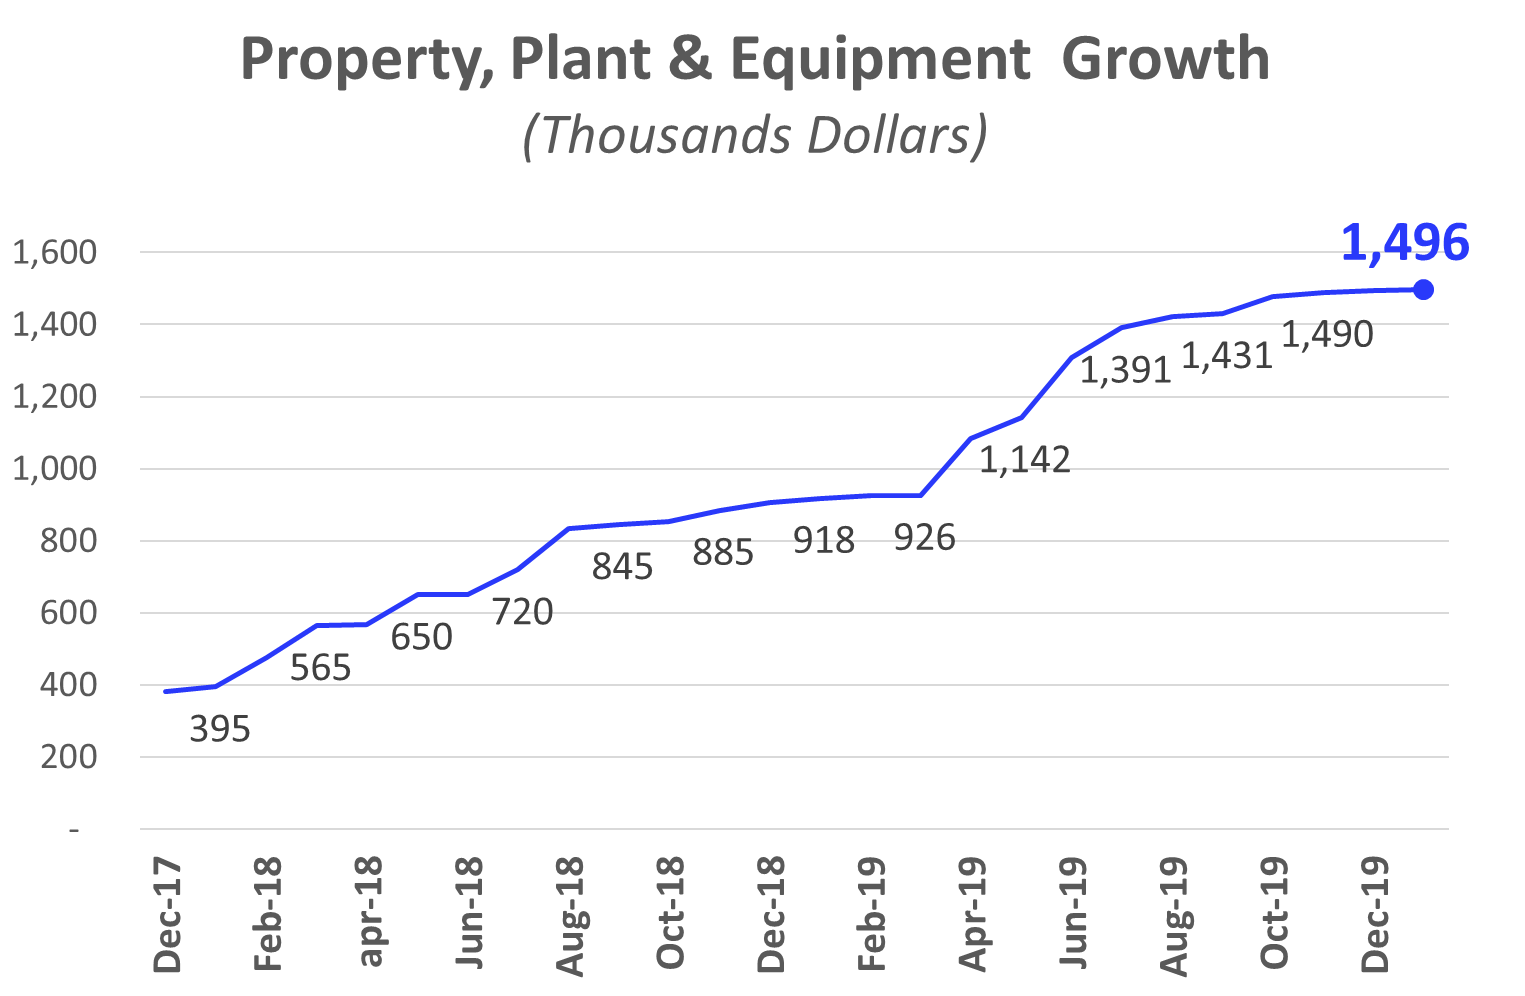 Property, Plant & Equipment  Growth
(Thousands Dollars)
1,600
1,400
1,200
1,000
800
600
400
200
-
395
565
650
720
845
885
918
926
1,142
1,391
1,431
1,490
1,496
Dec-17
Feb-18
apr-18
Jun-18
Aug-18
Oct-18
Dec-18
Feb-19
Apr-19
Jun-19
Aug-19
Oct-19
Dec-19